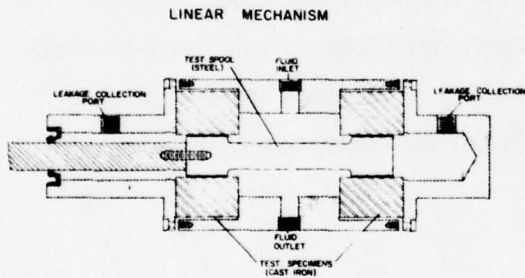 LINEAR MECHANISM
TEST SPOOL
(STEEL)
FLUID
INLET
LEAKAGE COLLECTION
PORT
LEAKAGE COLLECTION
PORT
FLUID
OUTLET
TEST SPECIMENS
(CAST IRON)